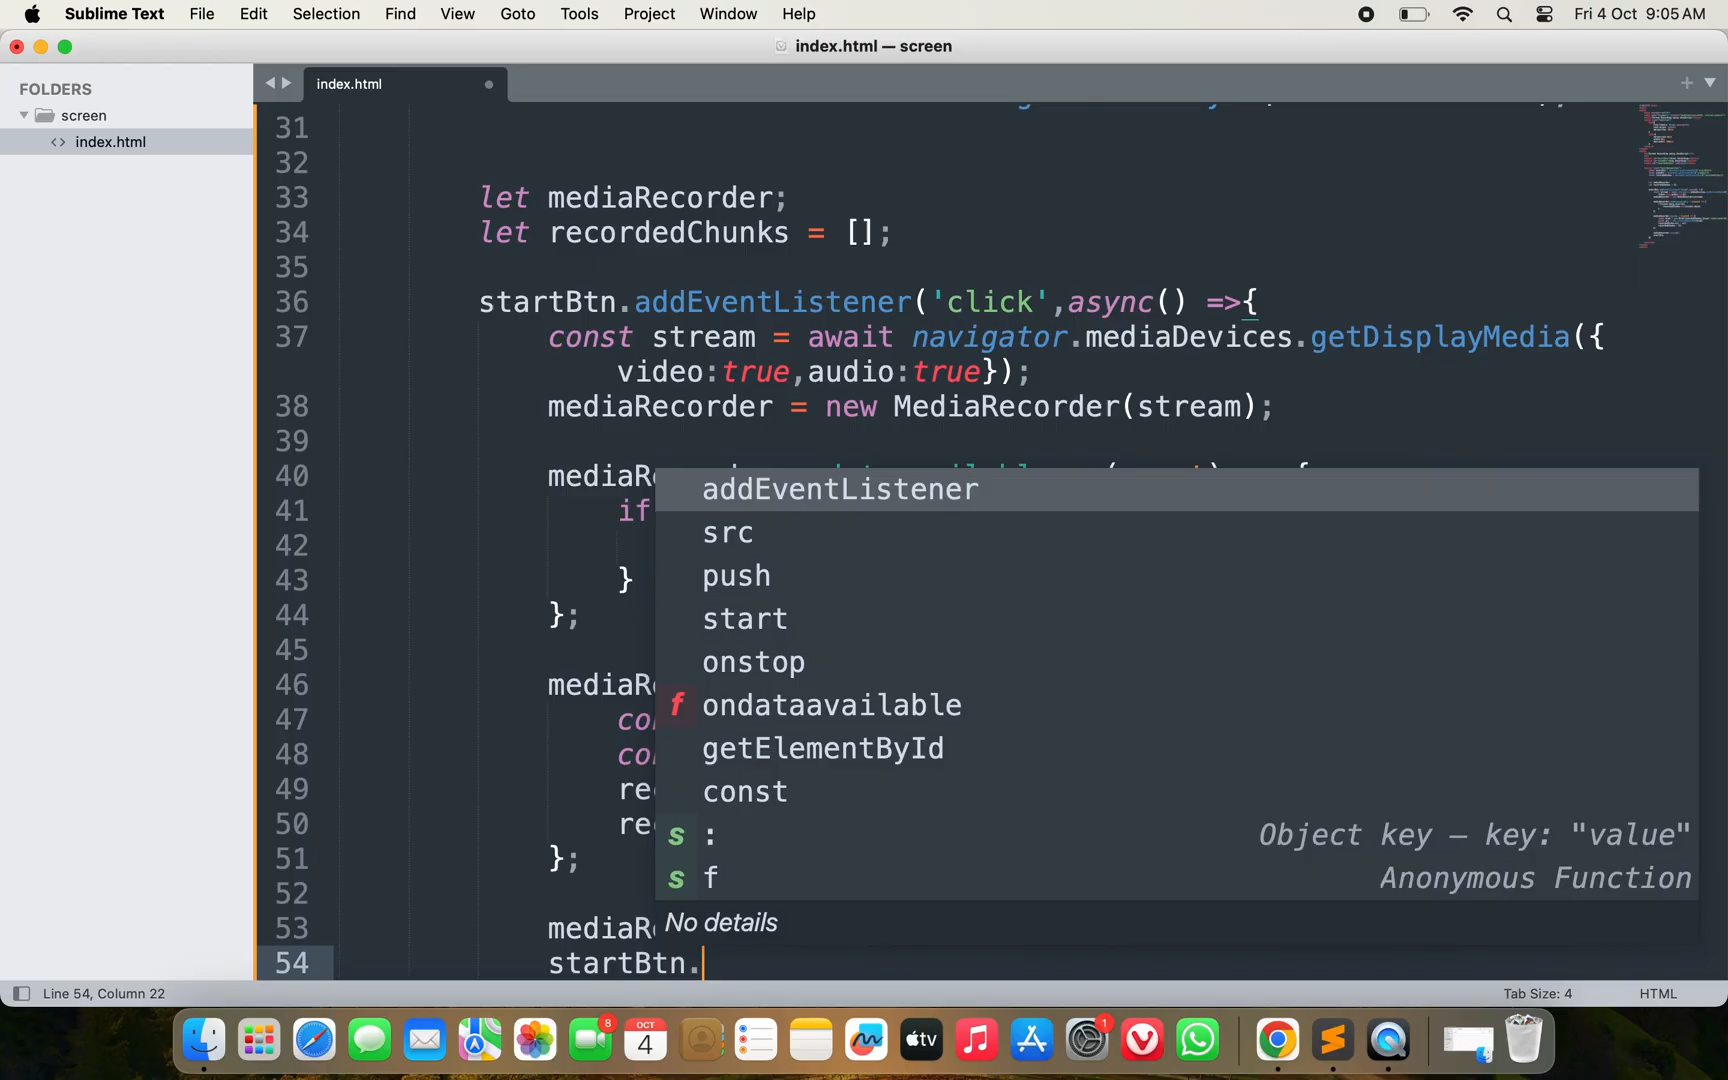 Sublime Text File Edit Selection Find View Goto Tools Project Window Help Fri 4 Oct 9:05 AM
index.html — screen
FOLDERS
screen
index.html
index.html
31
32
33 let mediaRecorder;
34 let recordedChunks = [];
35
36 startBtn.addEventListener('click',async() =>{
37 const stream = await navigator.mediaDevices.getDisplayMedia({
video:true,audio:true});
38 mediaRecorder = new MediaRecorder(stream);
39
40 mediaR
41 if
42
43 }
44 };
45
46 mediaR
47 co
48 co
49 re
50 re
51 };
52
53 mediaR
54 startBtn.
addEventListener
src
push
start
onstop
f ondataavailable
getElementById
const
s : Object key — key: "value"
s f Anonymous Function
No details
Line 54, Column 22 Tab Size: 4 HTML
8
OCT
4
tv
1